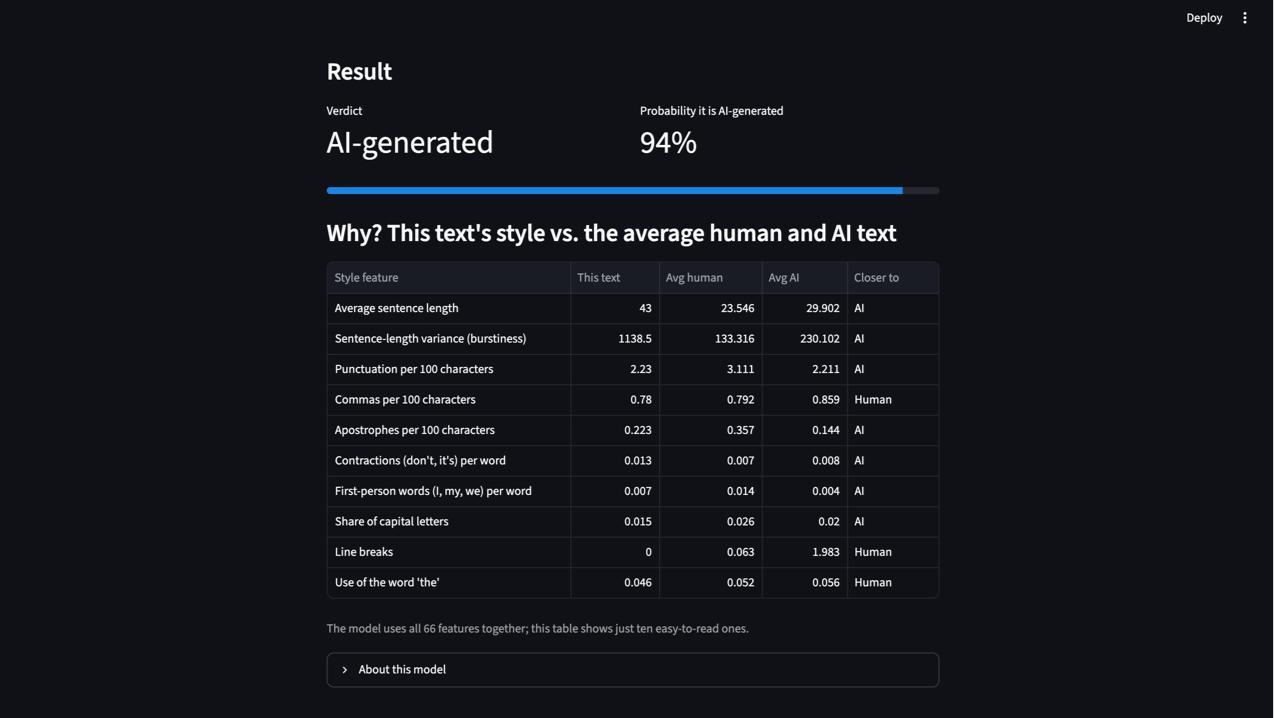 Deploy
Result
Verdict Probability it is AI-generated
AI-generated 94%
Why? This text's style vs. the average human and AI text
Style feature This text Avg human Avg AI Closer to
Average sentence length 43 23.546 29.902 AI
Sentence-length variance (burstiness) 1138.5 133.316 230.102 AI
Punctuation per 100 characters 2.23 3.111 2.211 AI
Commas per 100 characters 0.78 0.792 0.859 Human
Apostrophes per 100 characters 0.223 0.357 0.144 AI
Contractions (don't, it's) per word 0.013 0.007 0.008 AI
First-person words (I, my, we) per word 0.007 0.014 0.004 AI
Share of capital letters 0.015 0.026 0.02 AI
Line breaks 0 0.063 1.983 Human
Use of the word 'the' 0.046 0.052 0.056 Human
The model uses all 66 features together; this table shows just ten easy-to-read ones.
About this model